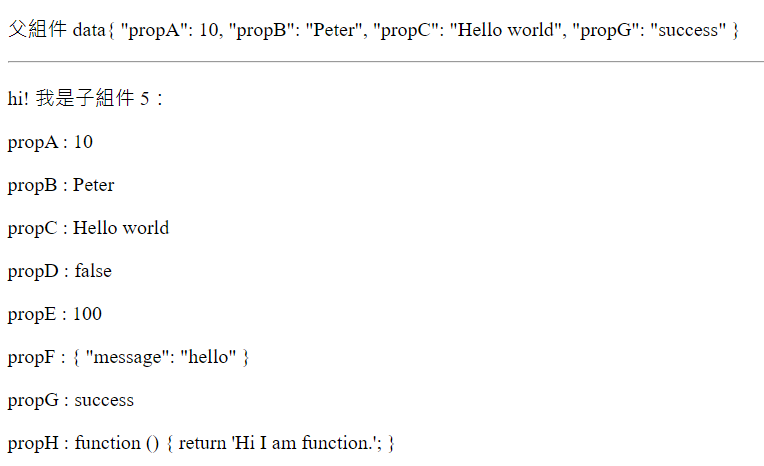 父組件 data{ "propA": 10, "propB": "Peter", "propC": "Hello world", "propG": "success" }
hi! 我是子組件 5：
propA : 10
propB : Peter
propC : Hello world
propD : false
propE : 100
propF : { "message": "hello" }
propG : success
propH : function () { return 'Hi I am function.'; }